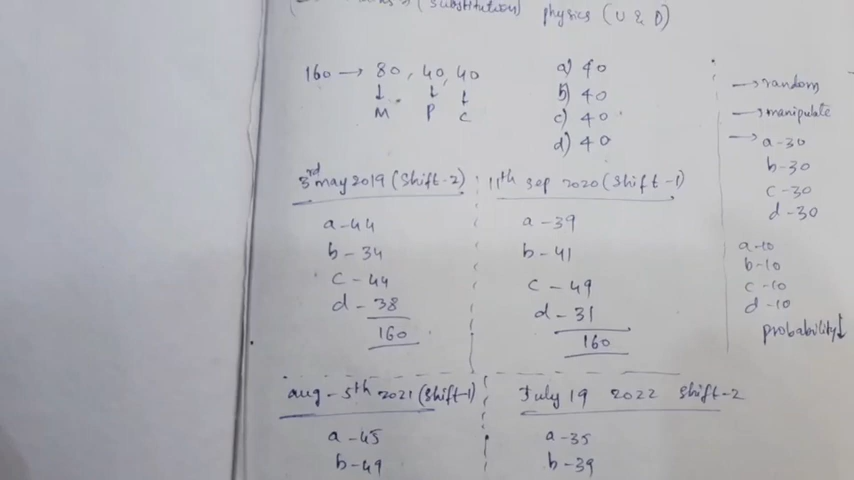 (substitution) physics (U & D)
160 → 80, 40, 40
↓ ↓ ↓
M P C
a) 40
b) 40
c) 40
d) 40
→ random
→ manipulate
→ a-30
b-30
c-30
d-30
a-10
b-10
c-10
d-10
probability↓
3rd may 2019 (Shift-2)
a-44
b-34
c-44
d-38
160
11th sep 2020 (Shift-1)
a-39
b-41
c-49
d-31
160
aug-5th 2021 (Shift-1)
a-45
b-49
July 19 2022 Shift-2
a-35
b-39